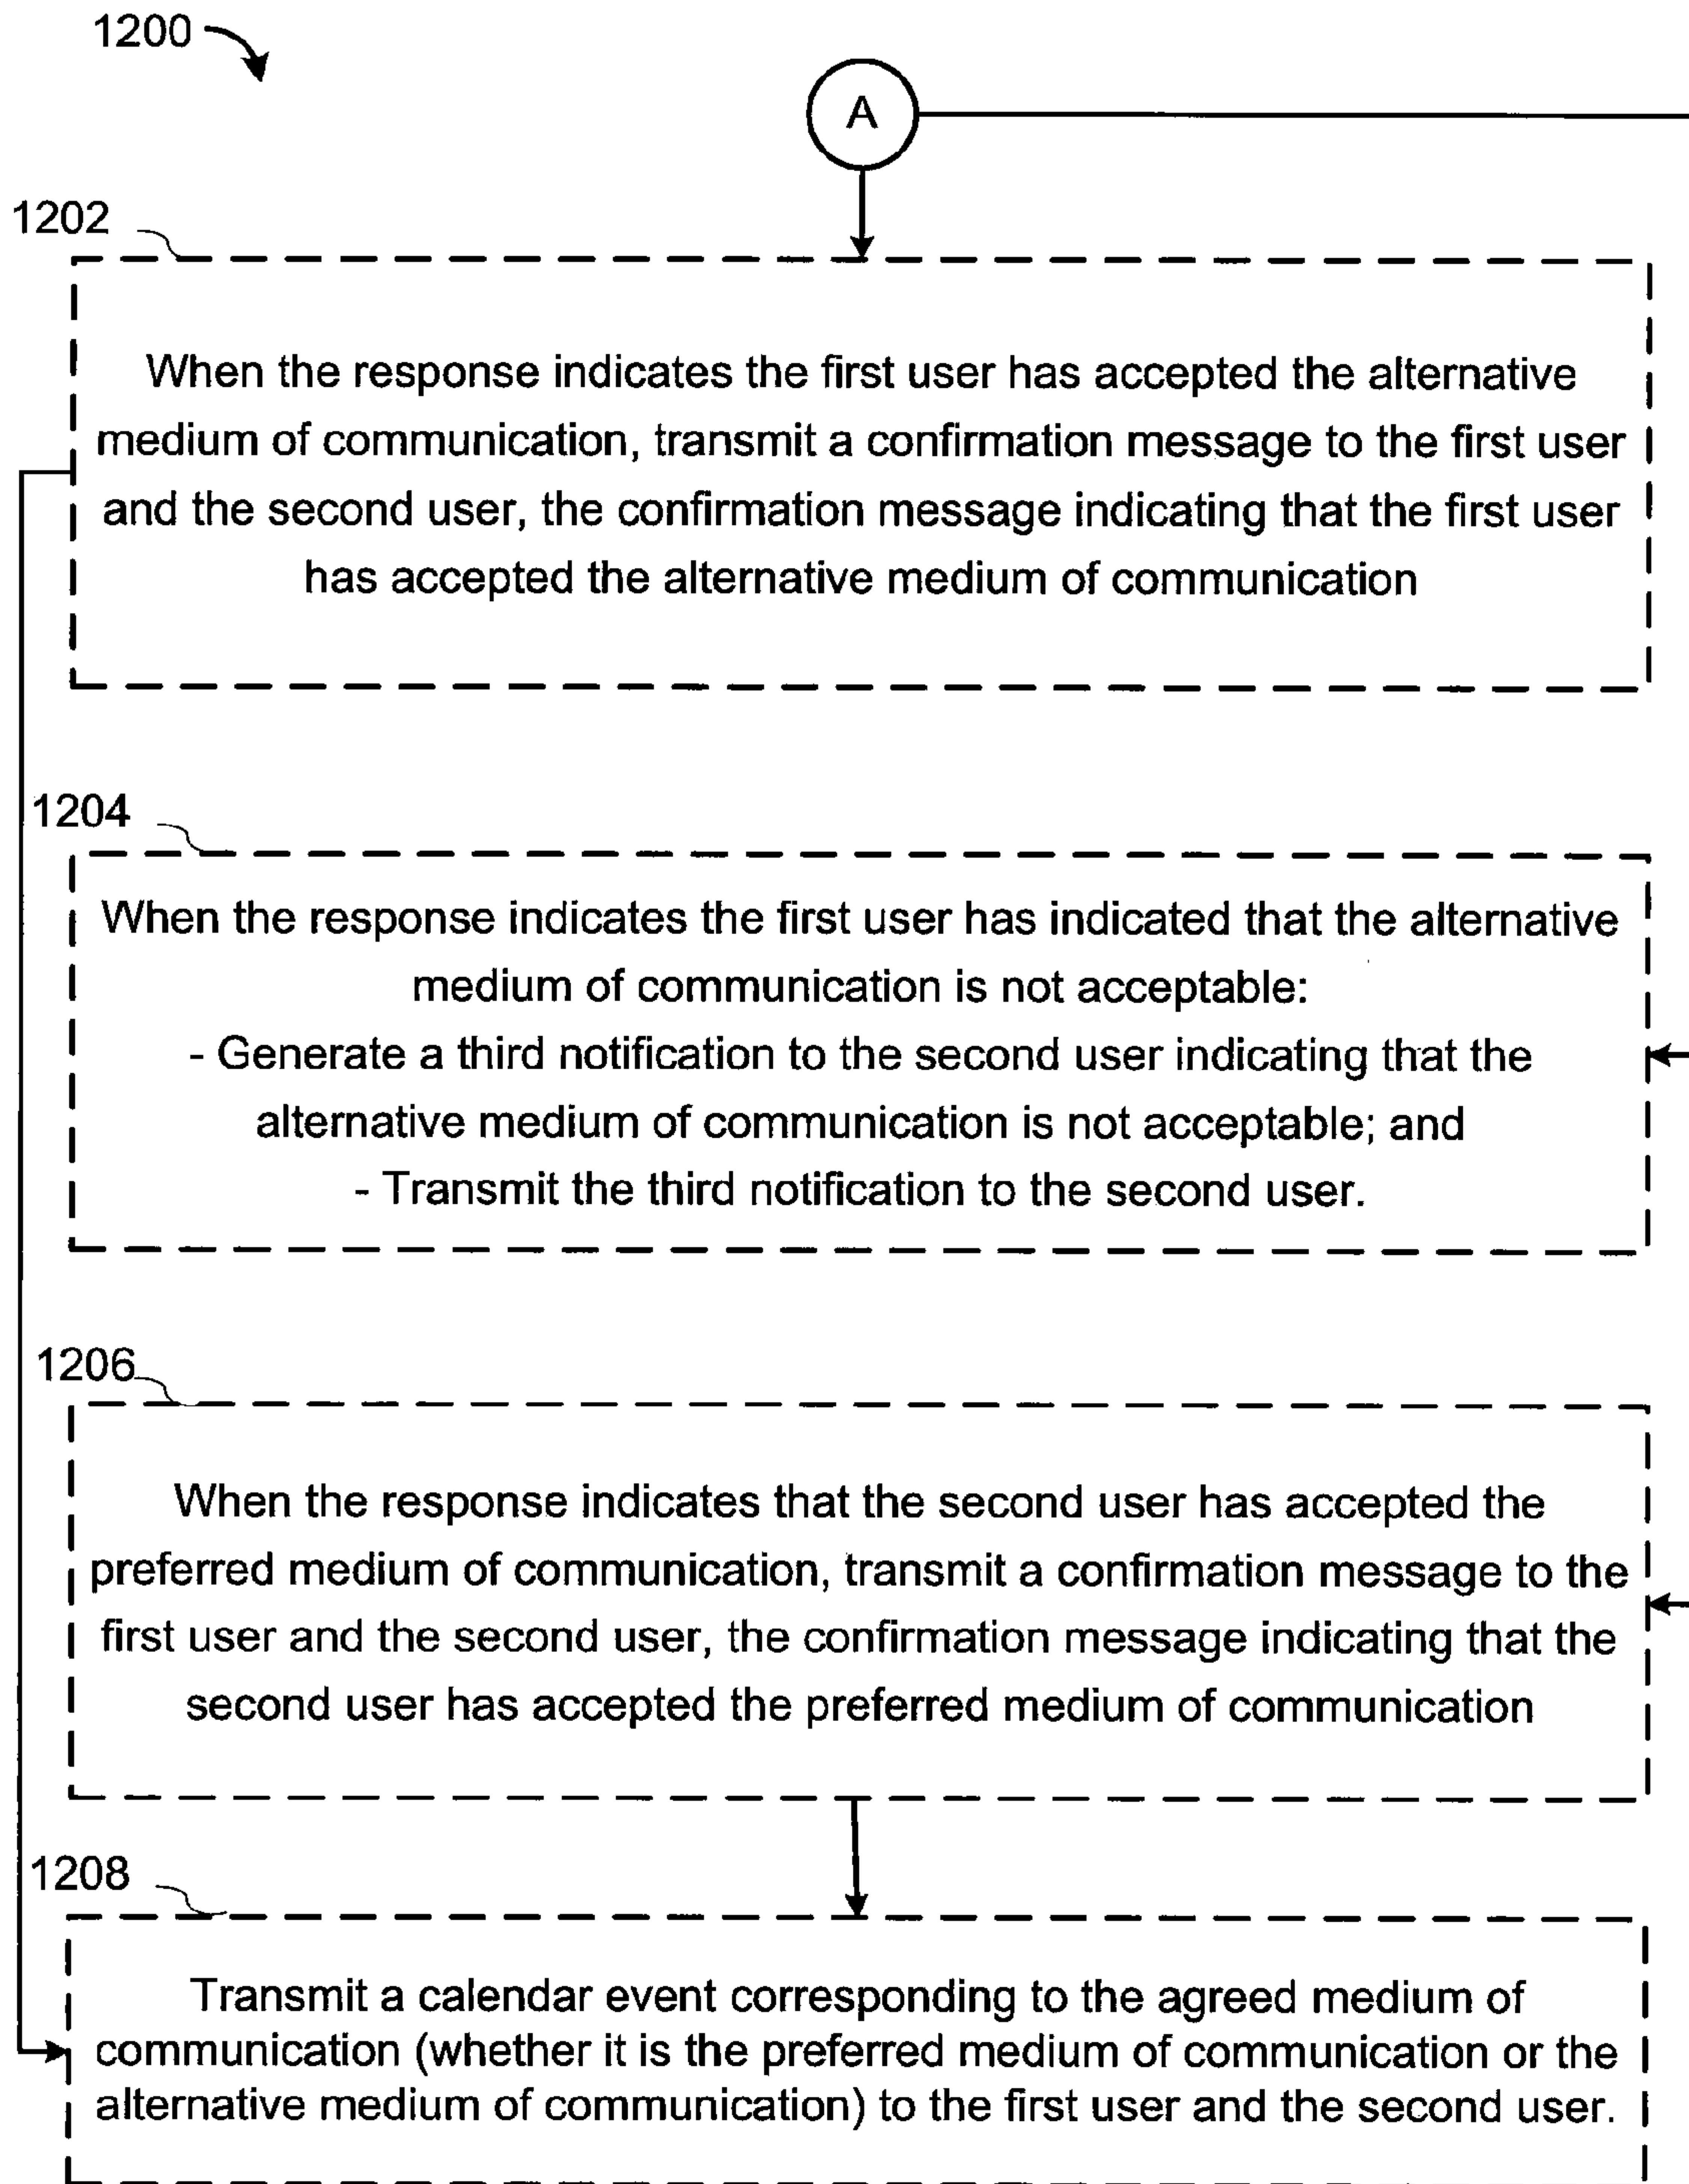 1200
A
1202
When the response indicates the first user has accepted the alternative
medium of communication, transmit a confirmation message to the first user
and the second user, the confirmation message indicating that the first user
has accepted the alternative medium of communication
1204
When the response indicates the first user has indicated that the alternative
medium of communication is not acceptable:
- Generate a third notification to the second user indicating that the
alternative medium of communication is not acceptable; and
- Transmit the third notification to the second user.
1206
When the response indicates that the second user has accepted the
preferred medium of communication, transmit a confirmation message to the
first user and the second user, the confirmation message indicating that the
second user has accepted the preferred medium of communication
1208
Transmit a calendar event corresponding to the agreed medium of
communication (whether it is the preferred medium of communication or the
alternative medium of communication) to the first user and the second user.